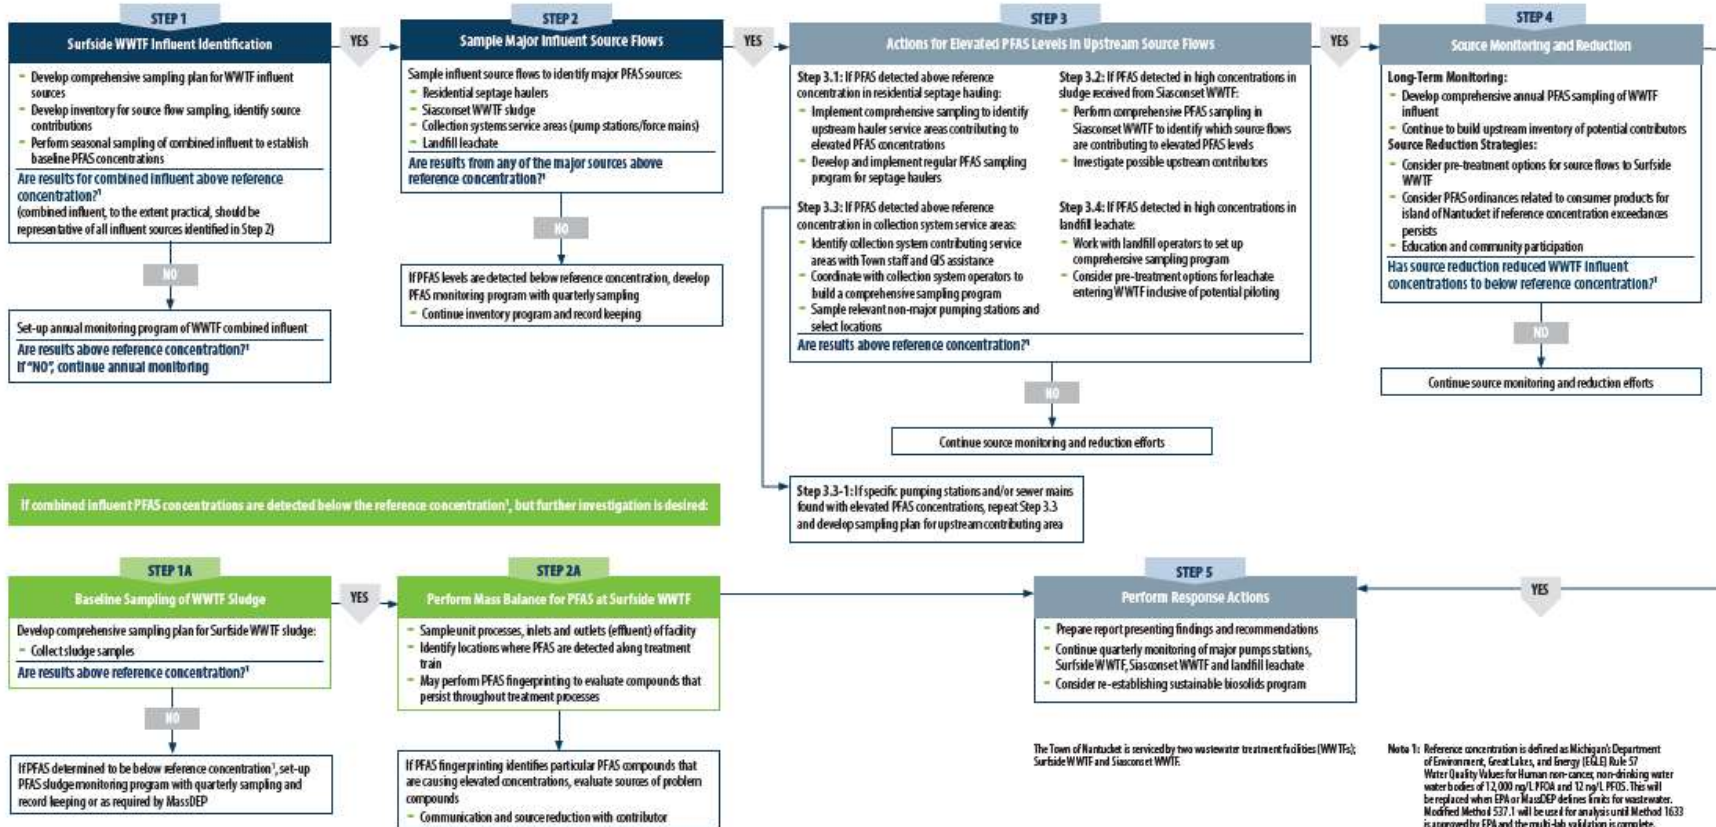 STEP 1
Surfside WWTF Influent Identification
- Develop comprehensive sampling plan for WWTF influent
sources
- Develop inventory for source flow sampling, identify source
contributions
- Perform seasonal sampling of combined influent to establish
baseline PFAS concentrations
Are results for combined influent above reference
concentration?¹
(combined influent, to the extent practical, should be
representative of all influent sources identified in Step 2)
NO
Set-up annual monitoring program of WWTF combined influent
Are results above reference concentration?¹
If "NO", continue annual monitoring
YES
STEP 2
Sample Major Influent Source Flows
Sample influent source flows to identify major PFAS sources:
- Residential septage haulers
- Siasconset WWTF sludge
- Collection systems service areas (pump stations/force mains)
- Landfill leachate
Are results from any of the major sources above
reference concentration?¹
NO
If PFAS levels are detected below reference concentration, develop
PFAS monitoring program with quarterly sampling
- Continue inventory program and record keeping
YES
STEP 3
Actions for Elevated PFAS Levels in Upstream Source Flows
Step 3.1: If PFAS detected above reference
concentration in residential septage hauling:
- Implement comprehensive sampling to identify
upstream hauler service areas contributing to
elevated PFAS concentrations
- Develop and implement regular PFAS sampling
program for septage haulers
Step 3.2: If PFAS detected in high concentrations in
sludge received from Siasconset WWTF:
- Perform comprehensive PFAS sampling in
Siasconset WWTF to identify which source flows
are contributing to elevated PFAS levels
- Investigate possible upstream contributors
Step 3.3: If PFAS detected above reference
concentration in collection system service areas:
- Identify collection system contributing service
areas with Town staff and GIS assistance
- Coordinate with collection system operators to
build a comprehensive sampling program
- Sample relevant non-major pumping stations and
select locations
Step 3.4: If PFAS detected in high concentrations in
landfill leachate:
- Work with landfill operators to set up
comprehensive sampling program
- Consider pre-treatment options for leachate
entering WWTF inclusive of potential piloting
Are results above reference concentration?¹
NO
Continue source monitoring and reduction efforts
Step 3.3-1: If specific pumping stations and/or sewer mains
found with elevated PFAS concentrations, repeat Step 3.3
and develop sampling plan for upstream contributing area
YES
STEP 4
Source Monitoring and Reduction
Long-Term Monitoring:
- Develop comprehensive annual PFAS sampling of WWTF
influent
- Continue to build upstream inventory of potential contributors
Source Reduction Strategies:
- Consider pre-treatment options for source flows to Surfside
WWTF
- Consider PFAS ordinances related to consumer products for
island of Nantucket if reference concentration exceedances
persists
- Education and community participation
Has source reduction reduced WWTF influent
concentrations to below reference concentration?¹
NO
Continue source monitoring and reduction efforts
If combined influent PFAS concentrations are detected below the reference concentration¹, but further investigation is desired:
STEP 1A
Baseline Sampling of WWTF Sludge
Develop comprehensive sampling plan for Surfside WWTF sludge:
- Collect sludge samples
Are results above reference concentration?¹
NO
If PFAS determined to be below reference concentration¹, set-up
PFAS sludge monitoring program with quarterly sampling and
record keeping or as required by MassDEP
YES
STEP 2A
Perform Mass Balance for PFAS at Surfside WWTF
- Sample unit processes, inlets and outlets (effluent) of facility
- Identify locations where PFAS are detected along treatment
train
- May perform PFAS fingerprinting to evaluate compounds that
persist throughout treatment processes
If PFAS fingerprinting identifies particular PFAS compounds that
are causing elevated concentrations, evaluate sources of problem
compounds
- Communication and source reduction with contributor
STEP 5
Perform Response Actions
- Prepare report presenting findings and recommendations
- Continue quarterly monitoring of major pumps stations,
Surfside WWTF, Siasconset WWTF and landfill leachate
- Consider re-establishing sustainable biosolids program
YES
The Town of Nantucket is serviced by two wastewater treatment facilities (WWTFs);
Surfside WWTF and Siasconset WWTF.
Note 1: Reference concentration is defined as Michigan's Department
of Environment, Great Lakes, and Energy (EGLE) Rule 57
Water Quality Values for Human non-cancer, non-drinking water
water bodies of 12,000 ng/L PFOA and 12 ng/L PFOS. This will
be replaced when EPA or MassDEP defines limits for wastewater.
Modified Method 537.1 will be used for analysis until Method 1633
is approved by EPA and the multi-lab validation is complete.